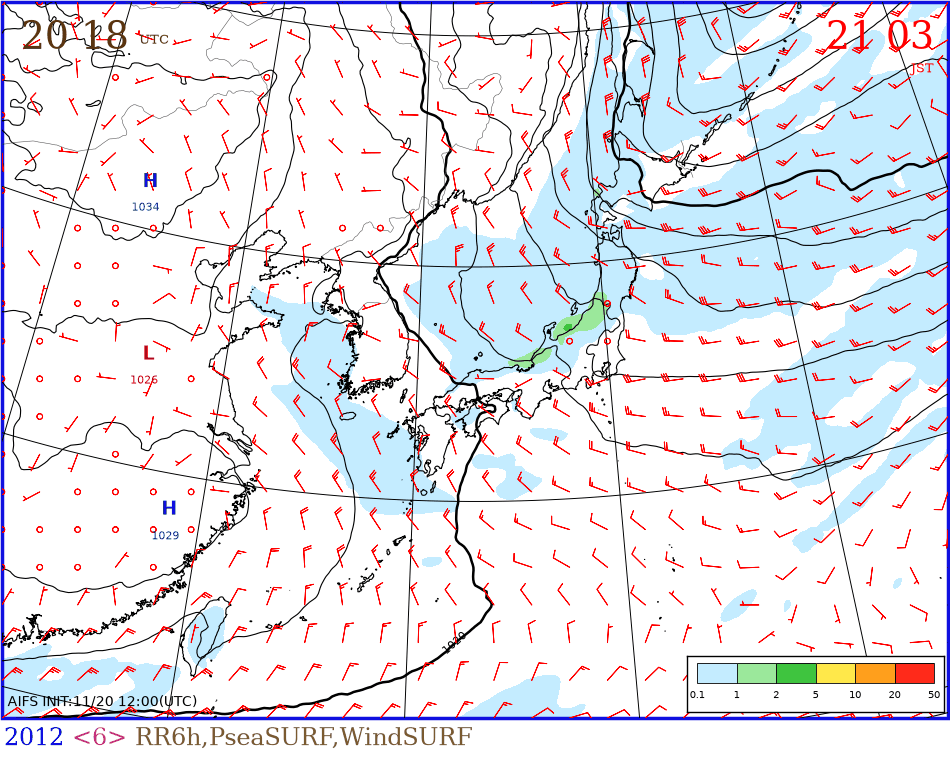 20 18 UTC
21 03
JST
H
1034
L
1026
H
1029
1020
0.1 1 2 5 10 20 50
AIFS INIT:11/20 12:00(UTC)
2012 <6> RR6h,PseaSURF,WindSURF